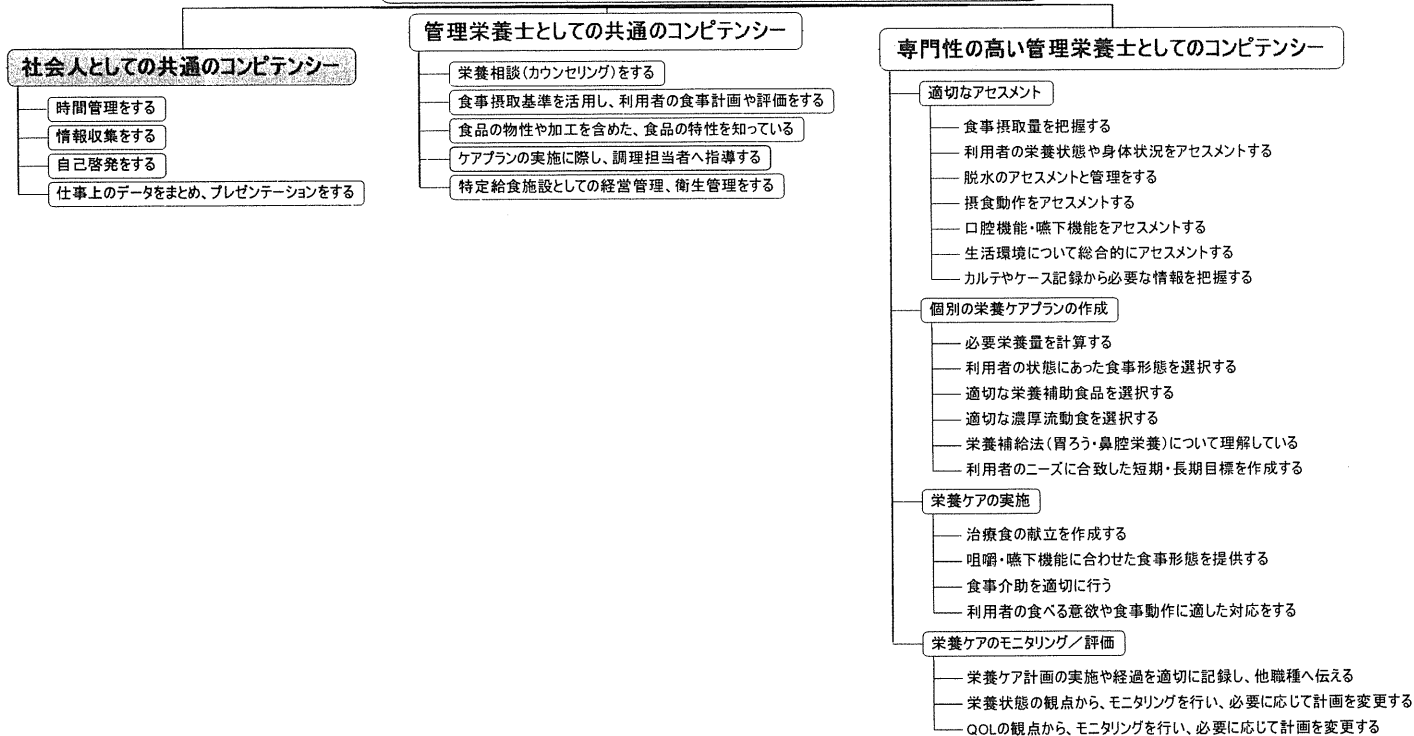 社会人としての共通のコンピテンシー
時間管理をする
情報収集をする
自己啓発をする
仕事上のデータをまとめ、プレゼンテーションをする
管理栄養士としての共通のコンピテンシー
栄養相談(カウンセリング)をする
食事摂取基準を活用し、利用者の食事計画や評価をする
食品の物性や加工を含めた、食品の特性を知っている
ケアプランの実施に際し、調理担当者へ指導する
特定給食施設としての経営管理、衛生管理をする
専門性の高い管理栄養士としてのコンピテンシー
適切なアセスメント
食事摂取量を把握する
利用者の栄養状態や身体状況をアセスメントする
脱水のアセスメントと管理をする
摂食動作をアセスメントする
口腔機能・嚥下機能をアセスメントする
生活環境について総合的にアセスメントする
カルテやケース記録から必要な情報を把握する
個別の栄養ケアプランの作成
必要栄養量を計算する
利用者の状態にあった食事形態を選択する
適切な栄養補助食品を選択する
適切な濃厚流動食を選択する
栄養補給法(胃ろう・鼻腔栄養)について理解している
利用者のニーズに合致した短期・長期目標を作成する
栄養ケアの実施
治療食の献立を作成する
咀嚼・嚥下機能に合わせた食事形態を提供する
食事介助を適切に行う
利用者の食べる意欲や食事動作に適した対応をする
栄養ケアのモニタリング/評価
栄養ケア計画の実施や経過を適切に記録し、他職種へ伝える
栄養状態の観点から、モニタリングを行い、必要に応じて計画を変更する
QOLの観点から、モニタリングを行い、必要に応じて計画を変更する